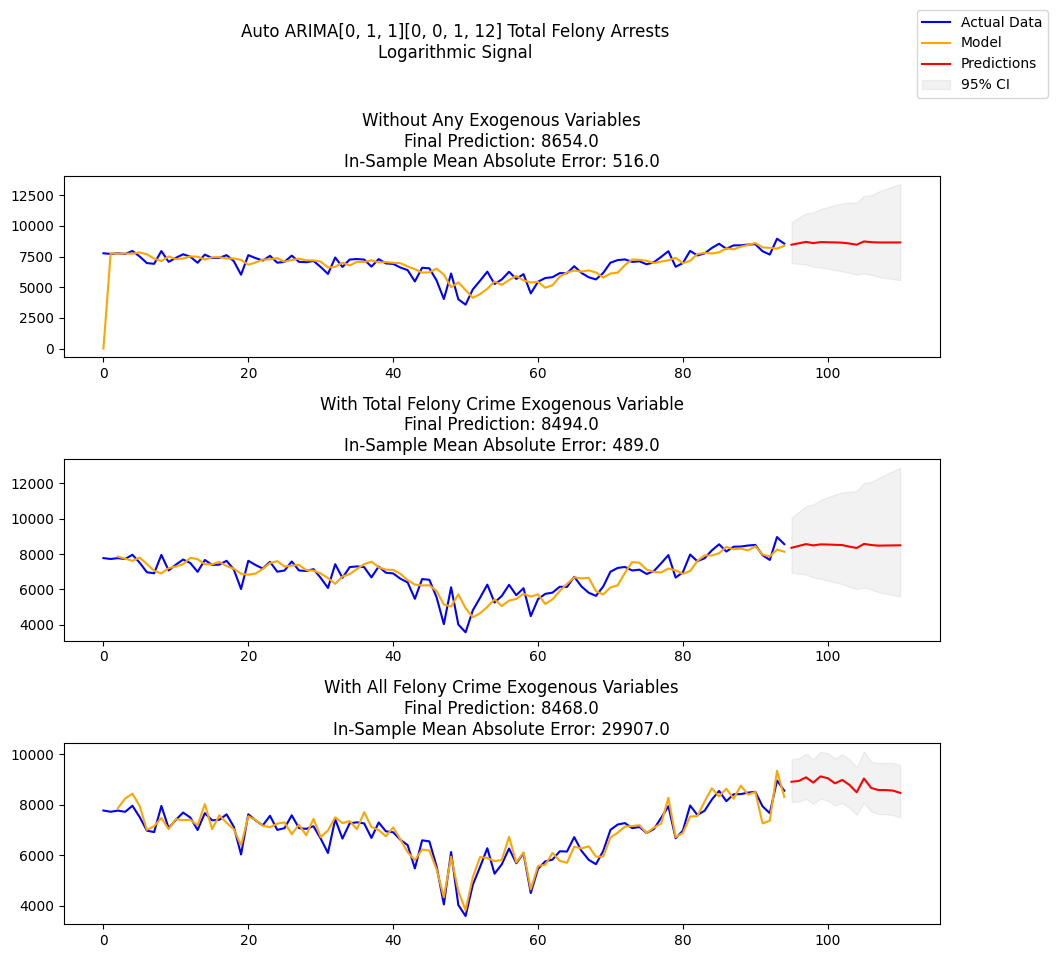 Auto ARIMA[0, 1, 1][0, 0, 1, 12] Total Felony Arrests
Logarithmic Signal
Actual Data
Model
Predictions
95% CI
Without Any Exogenous Variables
Final Prediction: 8654.0
In-Sample Mean Absolute Error: 516.0
12500
10000
7500
5000
2500
0
0 20 40 60 80 100
With Total Felony Crime Exogenous Variable
Final Prediction: 8494.0
In-Sample Mean Absolute Error: 489.0
12000
10000
8000
6000
4000
0 20 40 60 80 100
With All Felony Crime Exogenous Variables
Final Prediction: 8468.0
In-Sample Mean Absolute Error: 29907.0
10000
8000
6000
4000
0 20 40 60 80 100